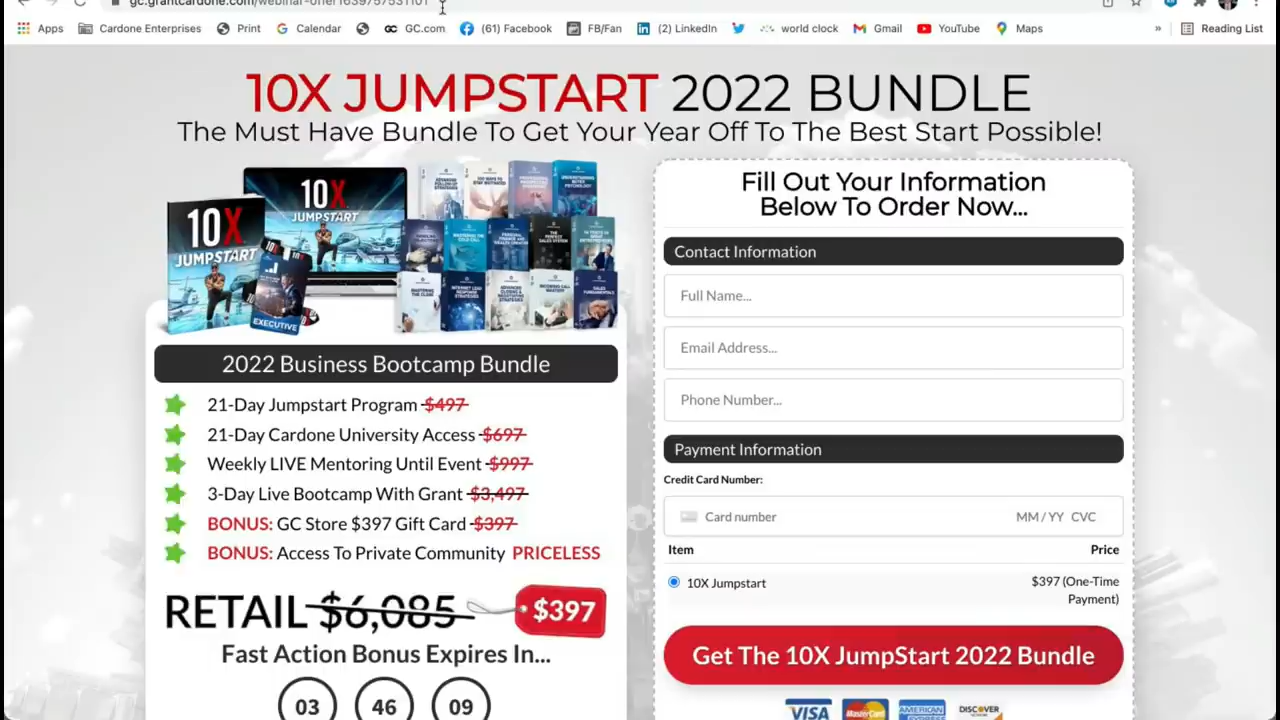 Apps Cardone Enterprises Print Calendar GC.com (61) Facebook FB/Fan (2) LinkedIn world clock Gmail YouTube Maps » Reading List
10X JUMPSTART 2022 BUNDLE
The Must Have Bundle To Get Your Year Off To The Best Start Possible!
10X
JUMPSTART
10X
JUMPSTART
EXECUTIVE
2022 Business Bootcamp Bundle
21-Day Jumpstart Program $497
21-Day Cardone University Access $697
Weekly LIVE Mentoring Until Event $997
3-Day Live Bootcamp With Grant $3,497
BONUS: GC Store $397 Gift Card $397
BONUS: Access To Private Community PRICELESS
RETAIL $6,085 $397
Fast Action Bonus Expires In...
03 46 09
Fill Out Your Information
Below To Order Now...
Contact Information
Full Name...
Email Address...
Phone Number...
Payment Information
Credit Card Number:
Card number MM / YY CVC
Item Price
10X Jumpstart $397 (One-Time
Payment)
Get The 10X JumpStart 2022 Bundle
VISA MasterCard AMERICAN EXPRESS DISCOVER